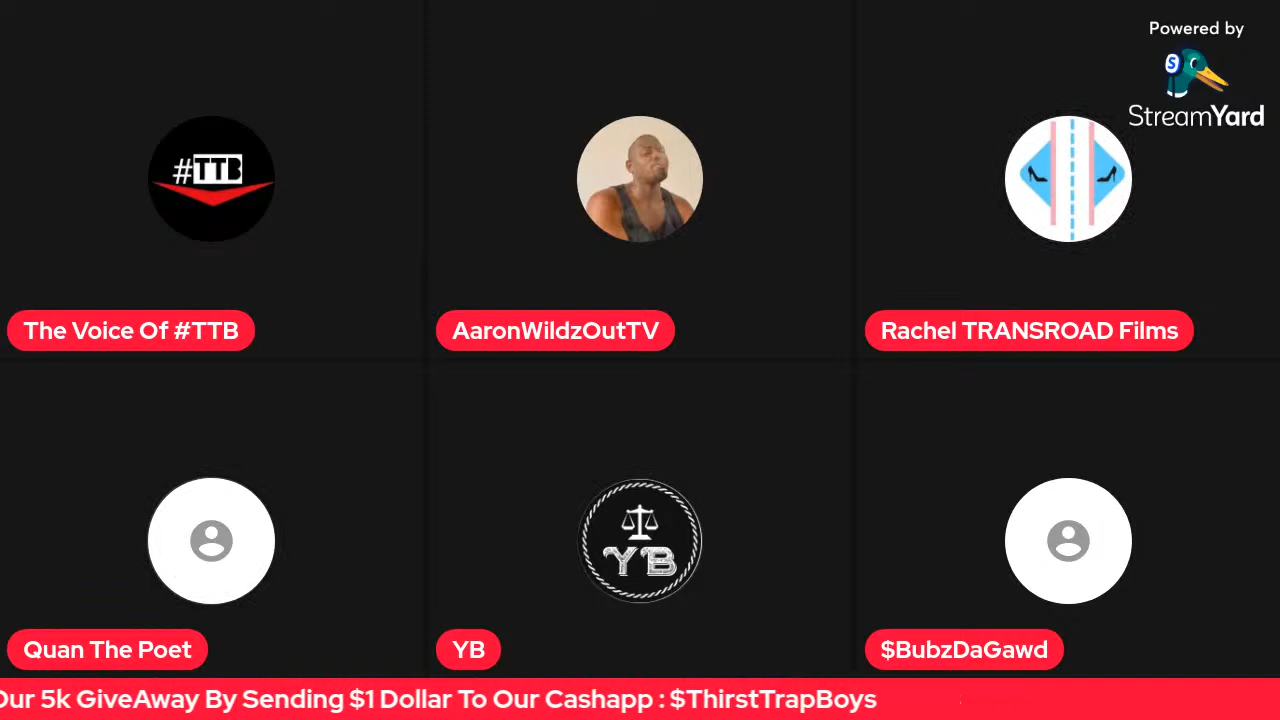 Powered by
S
StreamYard
#TTB
The Voice Of #TTB
AaronWildzOutTV
Rachel TRANSROAD Films
YB
Quan The Poet
YB
$BubzDaGawd
Our 5k GiveAway By Sending $1 Dollar To Our Cashapp : $ThirstTrapBoys